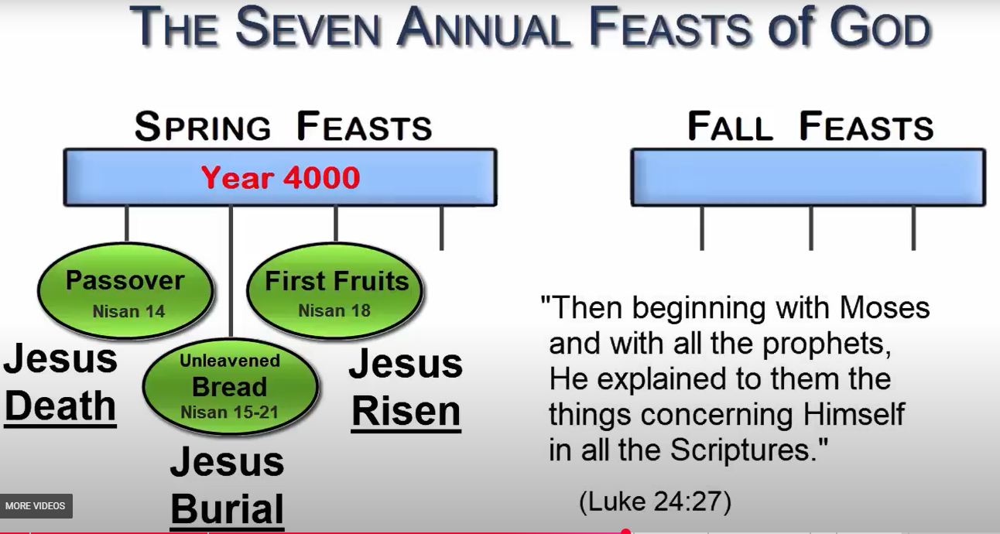 THE SEVEN ANNUAL FEASTS of GOD
SPRING FEASTS
Year 4000
Passover
Nisan 14
Jesus
Death
Unleavened
Bread
Nisan 15-21
Jesus
Burial
First Fruits
Nisan 18
Jesus
Risen
FALL FEASTS
"Then beginning with Moses
and with all the prophets,
He explained to them the
things concerning Himself
in all the Scriptures."
(Luke 24:27)
MORE VIDEOS